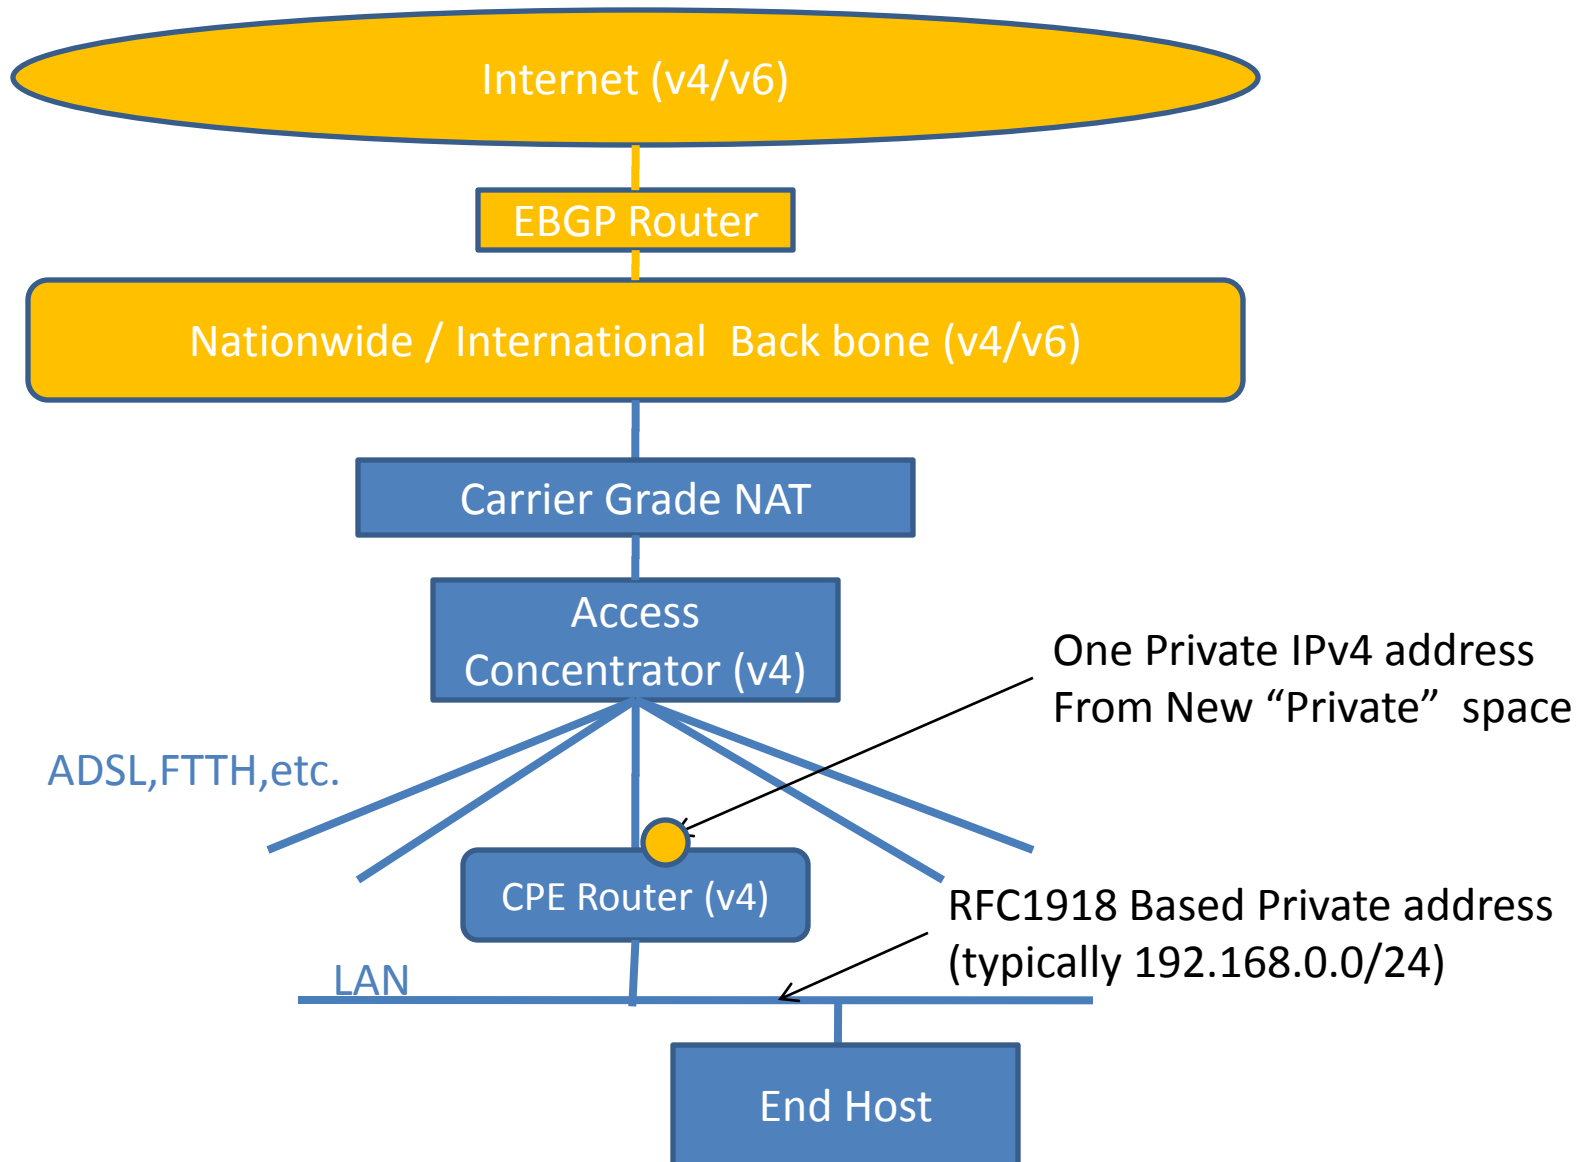 Internet (v4/v6)
EBGP Router
Nationwide / International  Back bone (v4/v6)
Carrier Grade NAT
Access
Concentrator (v4)
One Private IPv4 address
From New “Private”  space
ADSL,FTTH,etc.
CPE Router (v4)
RFC1918 Based Private address
(typically 192.168.0.0/24)
LAN
End Host